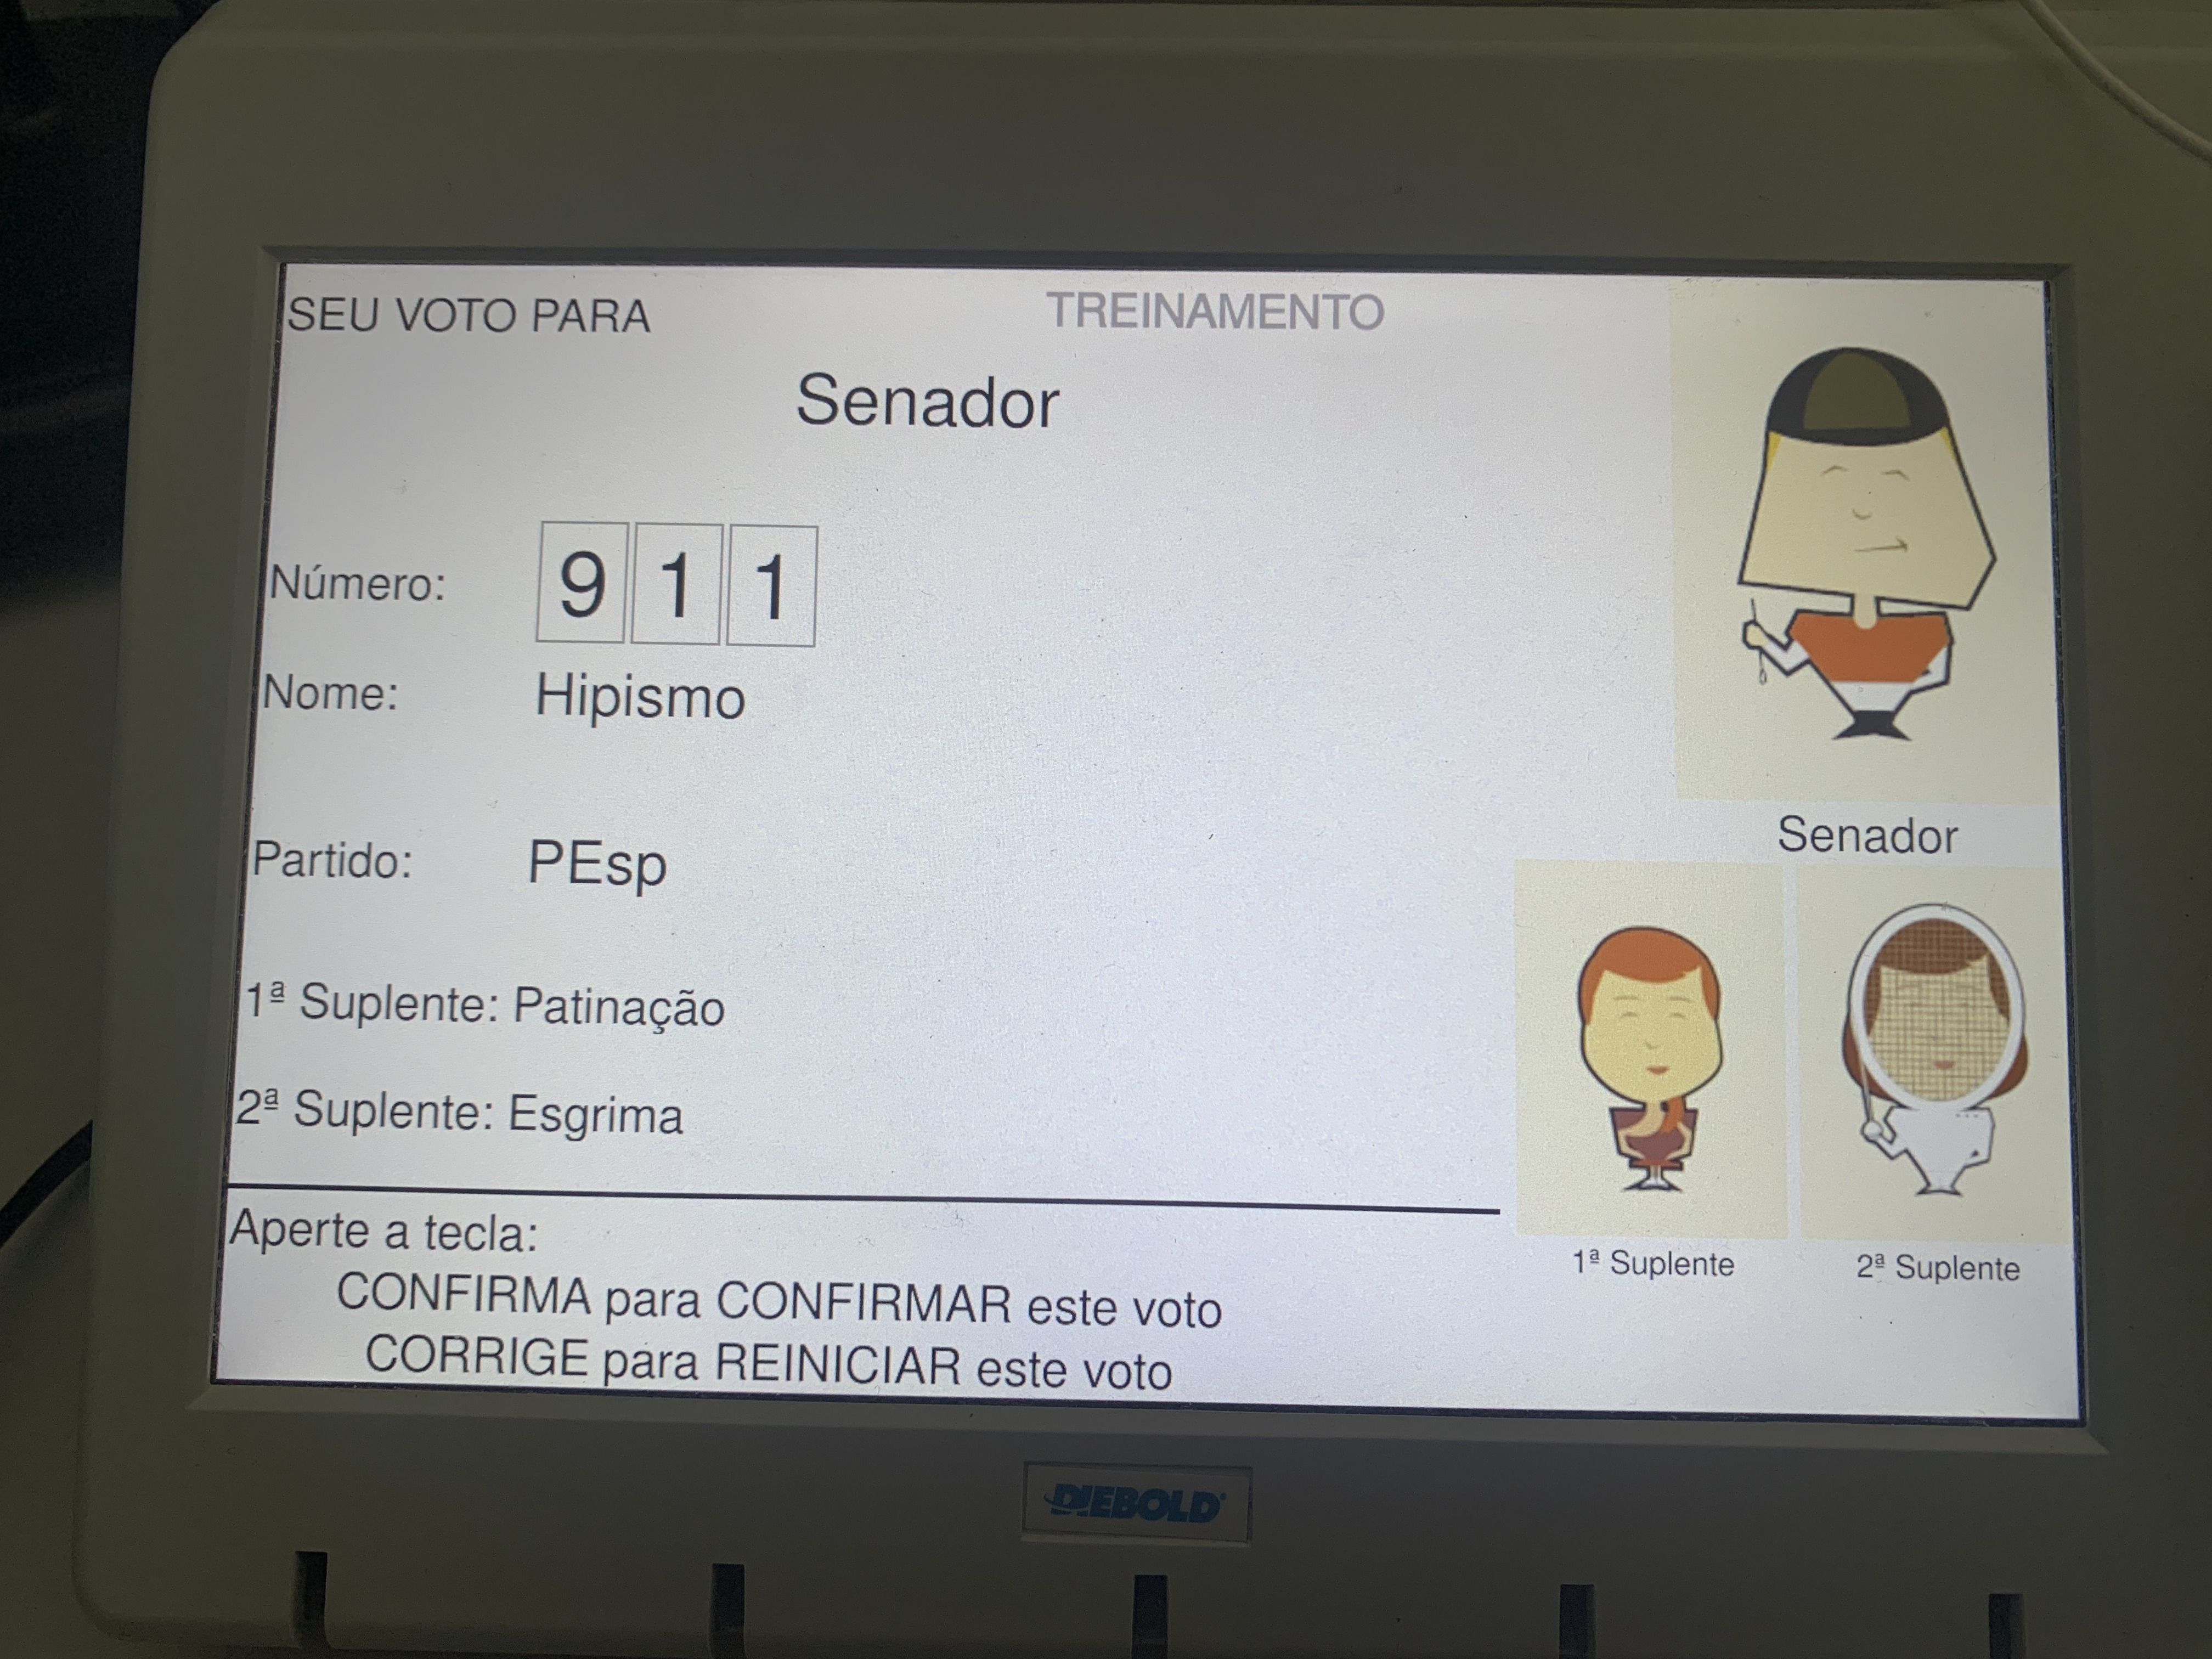 SEU VOTO PARA
TREINAMENTO
Senador
Número: 9 1 1
Nome: Hipismo
Senador
Partido: PEsp
1ª Suplente: Patinação
2ª Suplente: Esgrima
1ª Suplente
2ª Suplente
Aperte a tecla:
CONFIRMA para CONFIRMAR este voto
CORRIGE para REINICIAR este voto
DIEBOLD